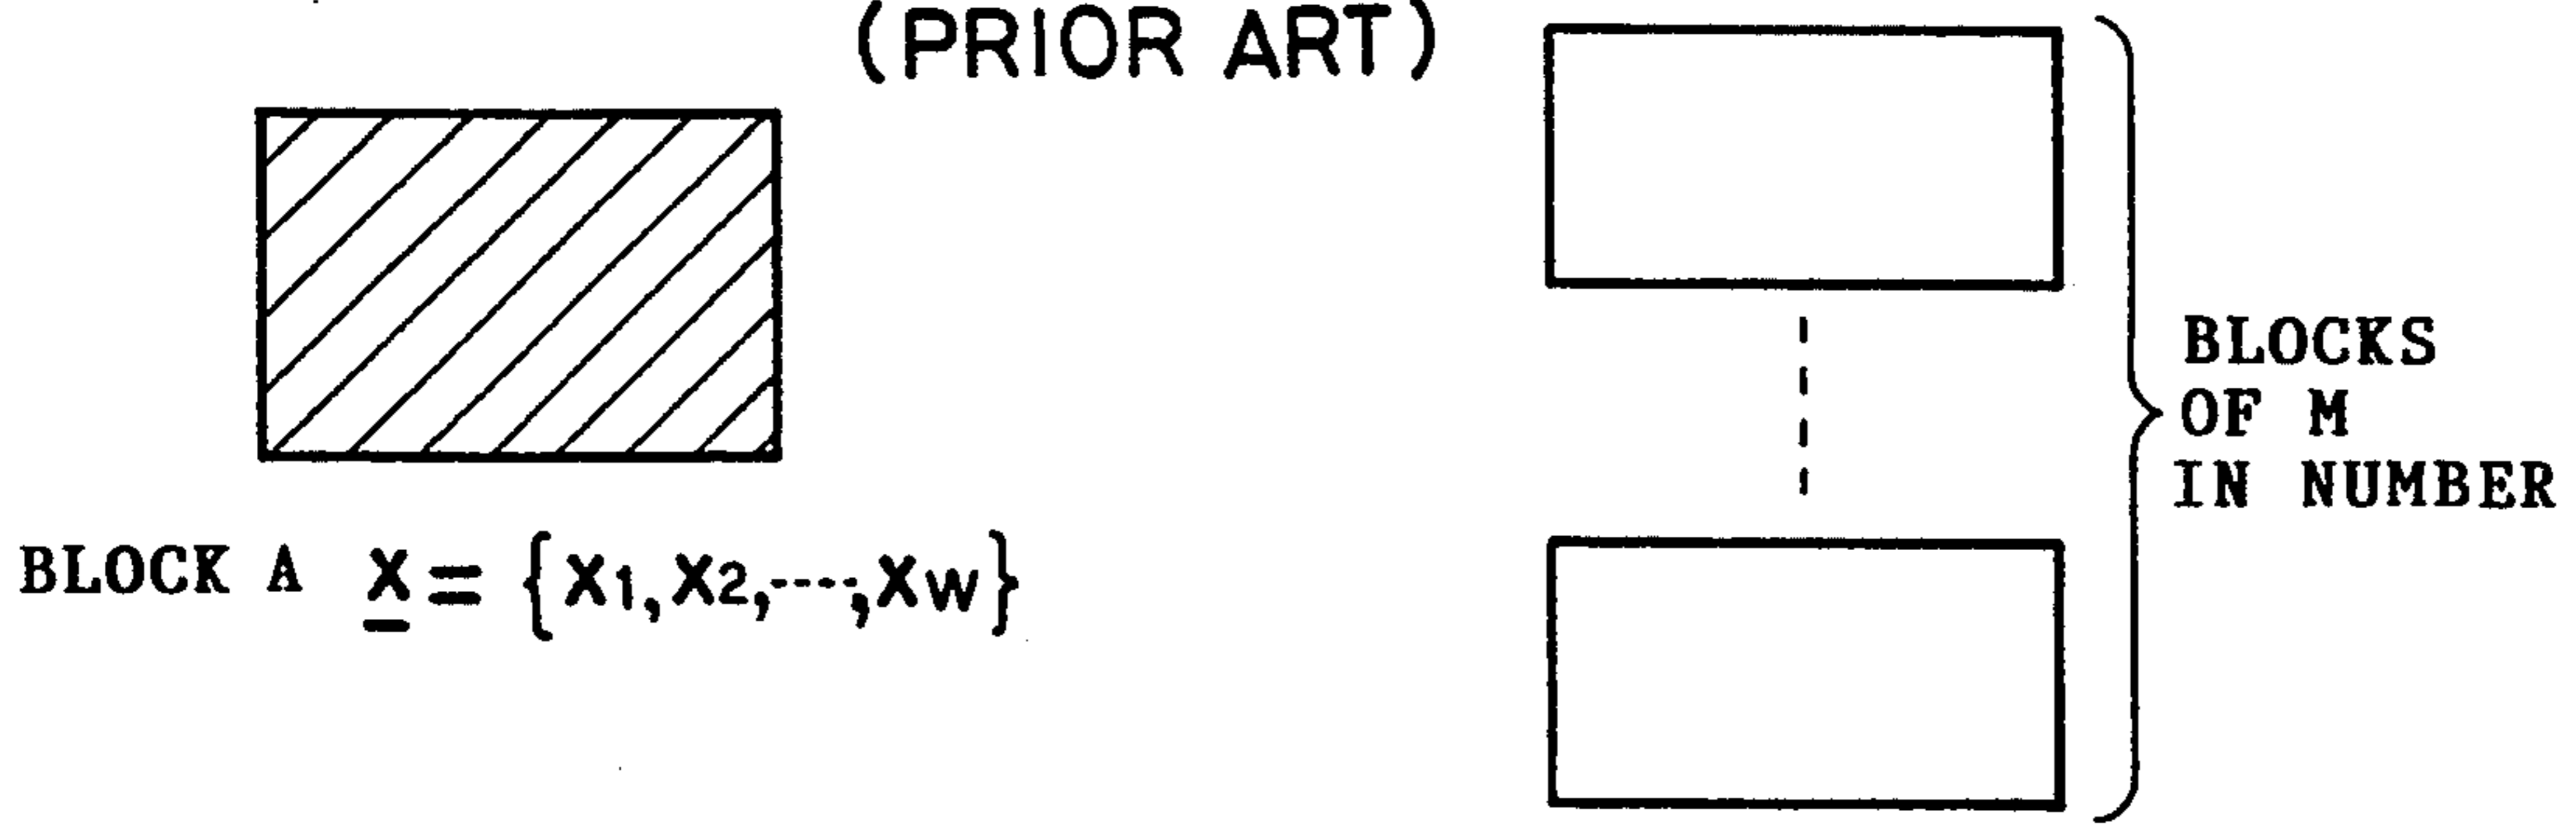 (PRIOR ART)
BLOCK A x = {x1, x2, ----, xw}
BLOCKS
OF M
IN NUMBER